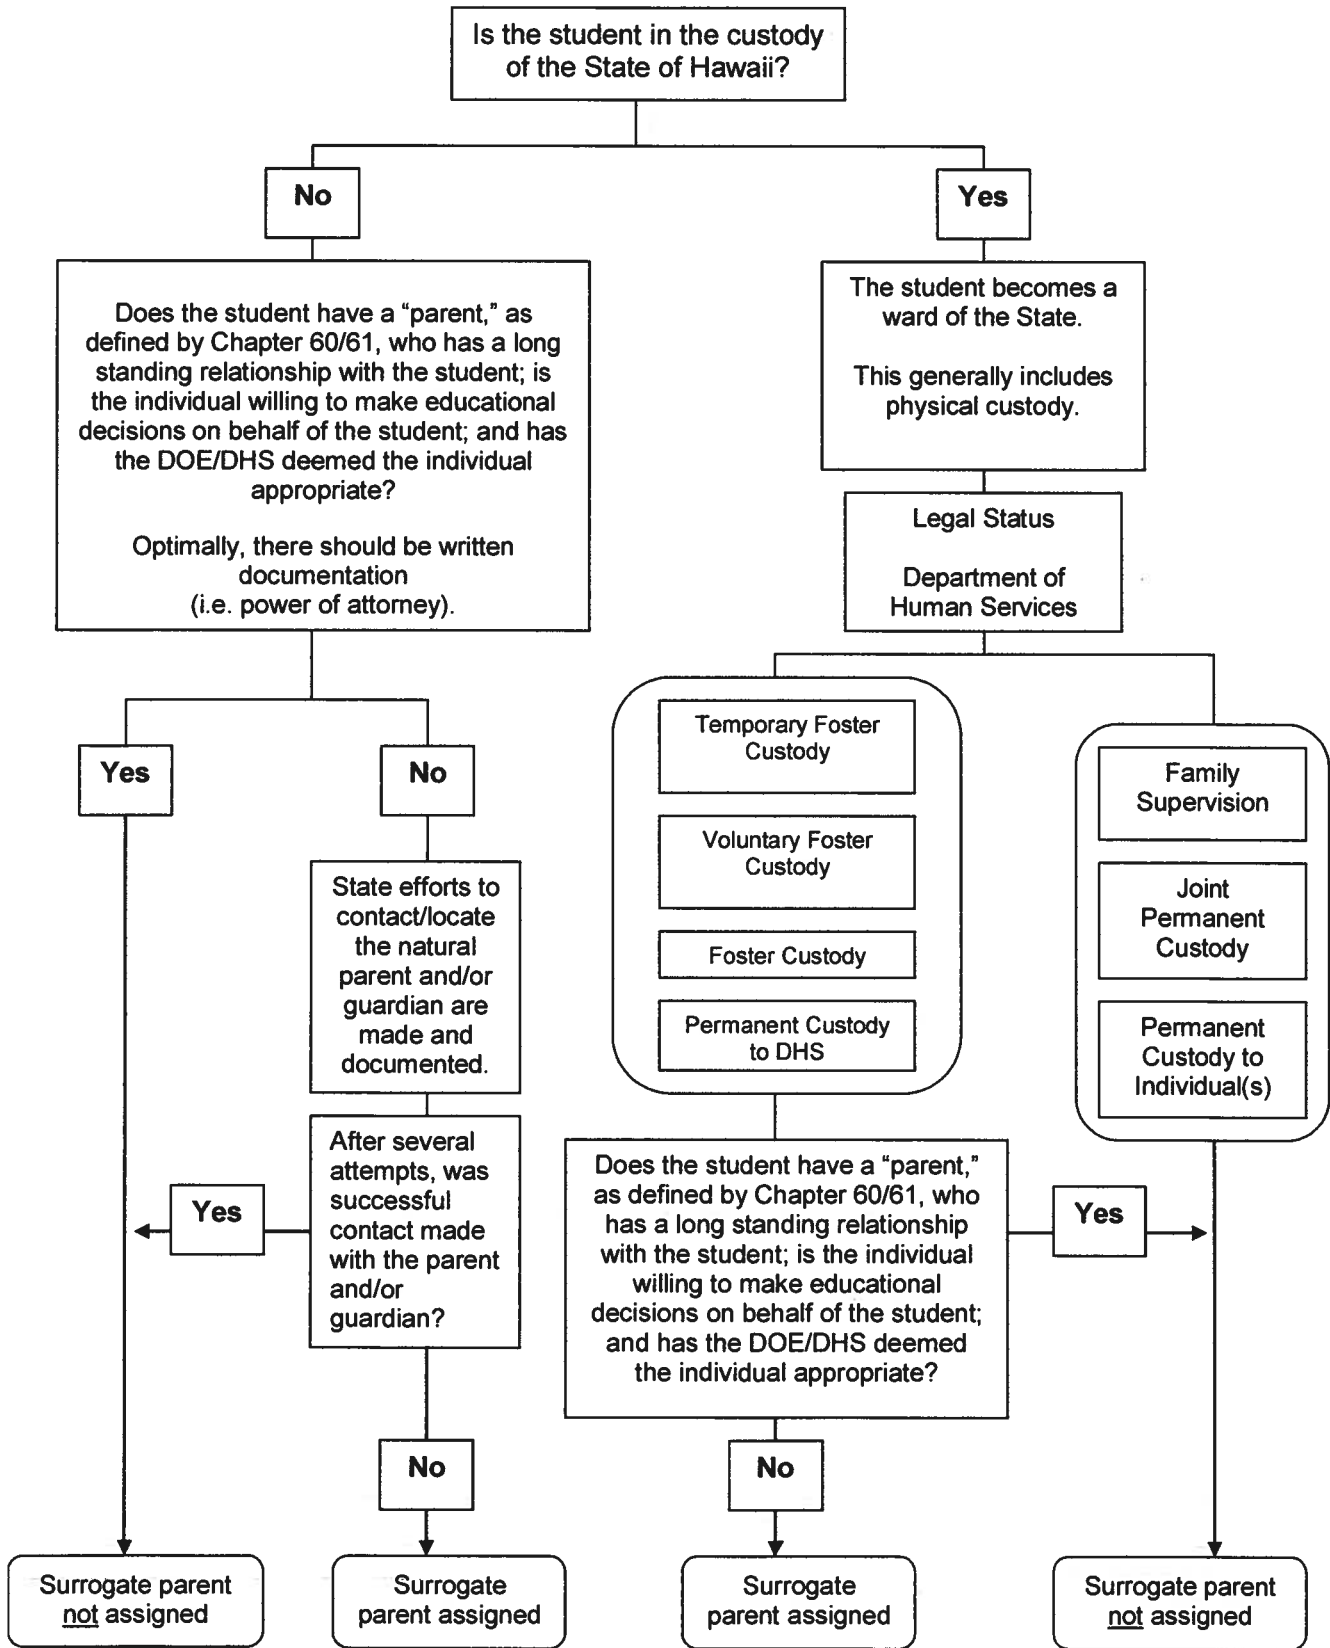 Is the student in the custody
of the State of Hawaii?
No
Yes
Does the student have a “parent,” as
defined by Chapter 60/61, who has a long
standing relationship with the student; is
the individual willing to make educational
decisions on behalf of the student; and has
the DOE/DHS deemed the individual
appropriate?
Optimally, there should be written
documentation
(i.e. power of attorney).
The student becomes a
ward of the State.
This generally includes
physical custody.
Legal Status
Department of
Human Services
Yes
No
State efforts to
contact/locate
the natural
parent and/or
guardian are
made and
documented.
After several
attempts, was
successful
contact made
with the parent
and/or
guardian?
Yes
No
Temporary Foster
Custody
Voluntary Foster
Custody
Foster Custody
Permanent Custody
to DHS
Family
Supervision
Joint
Permanent
Custody
Permanent
Custody to
Individual(s)
Does the student have a “parent,”
as defined by Chapter 60/61, who
has a long standing relationship
with the student; is the individual
willing to make educational
decisions on behalf of the student;
and has the DOE/DHS deemed
the individual appropriate?
Yes
No
Surrogate parent
not assigned
Surrogate
parent assigned
Surrogate
parent assigned
Surrogate parent
not assigned